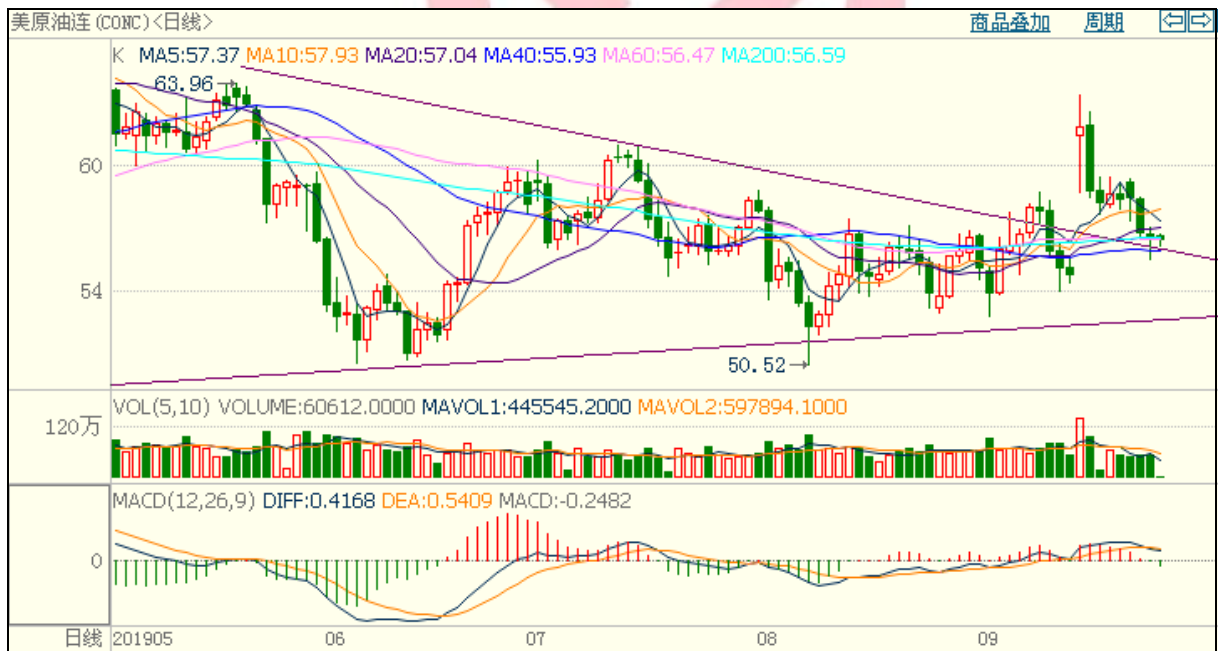 美原油连(CONC)<日线> 商品叠加 周期
K MA5:57.37 MA10:57.93 MA20:57.04 MA40:55.93 MA60:56.47 MA200:56.59
63.96
60
54
50.52
VOL(5,10) VOLUME:60612.0000 MAVOL1:445545.2000 MAVOL2:597894.1000
120万
MACD(12,26,9) DIFF:0.4168 DEA:0.5409 MACD:-0.2482
0
日线 201905 06 07 08 09